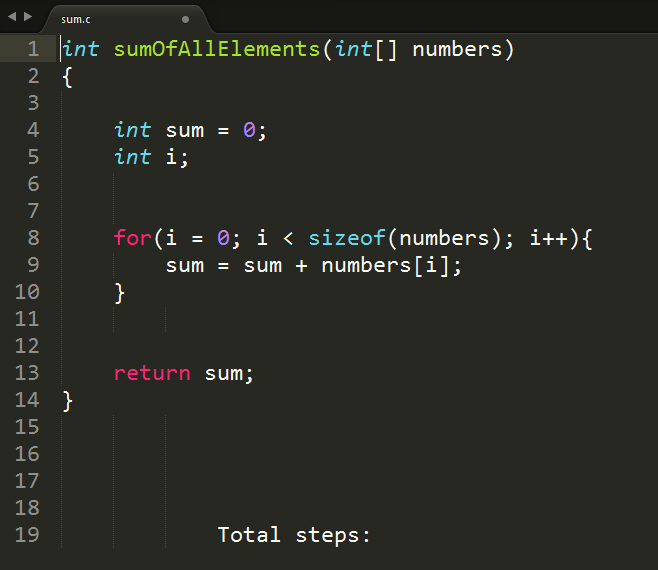 sum.c
1 int sumOfAllElements(int[] numbers)
2 {
3
4 int sum = 0;
5 int i;
6
7
8 for(i = 0; i < sizeof(numbers); i++){
9 sum = sum + numbers[i];
10 }
11
12
13 return sum;
14 }
15
16
17
18
19 Total steps: